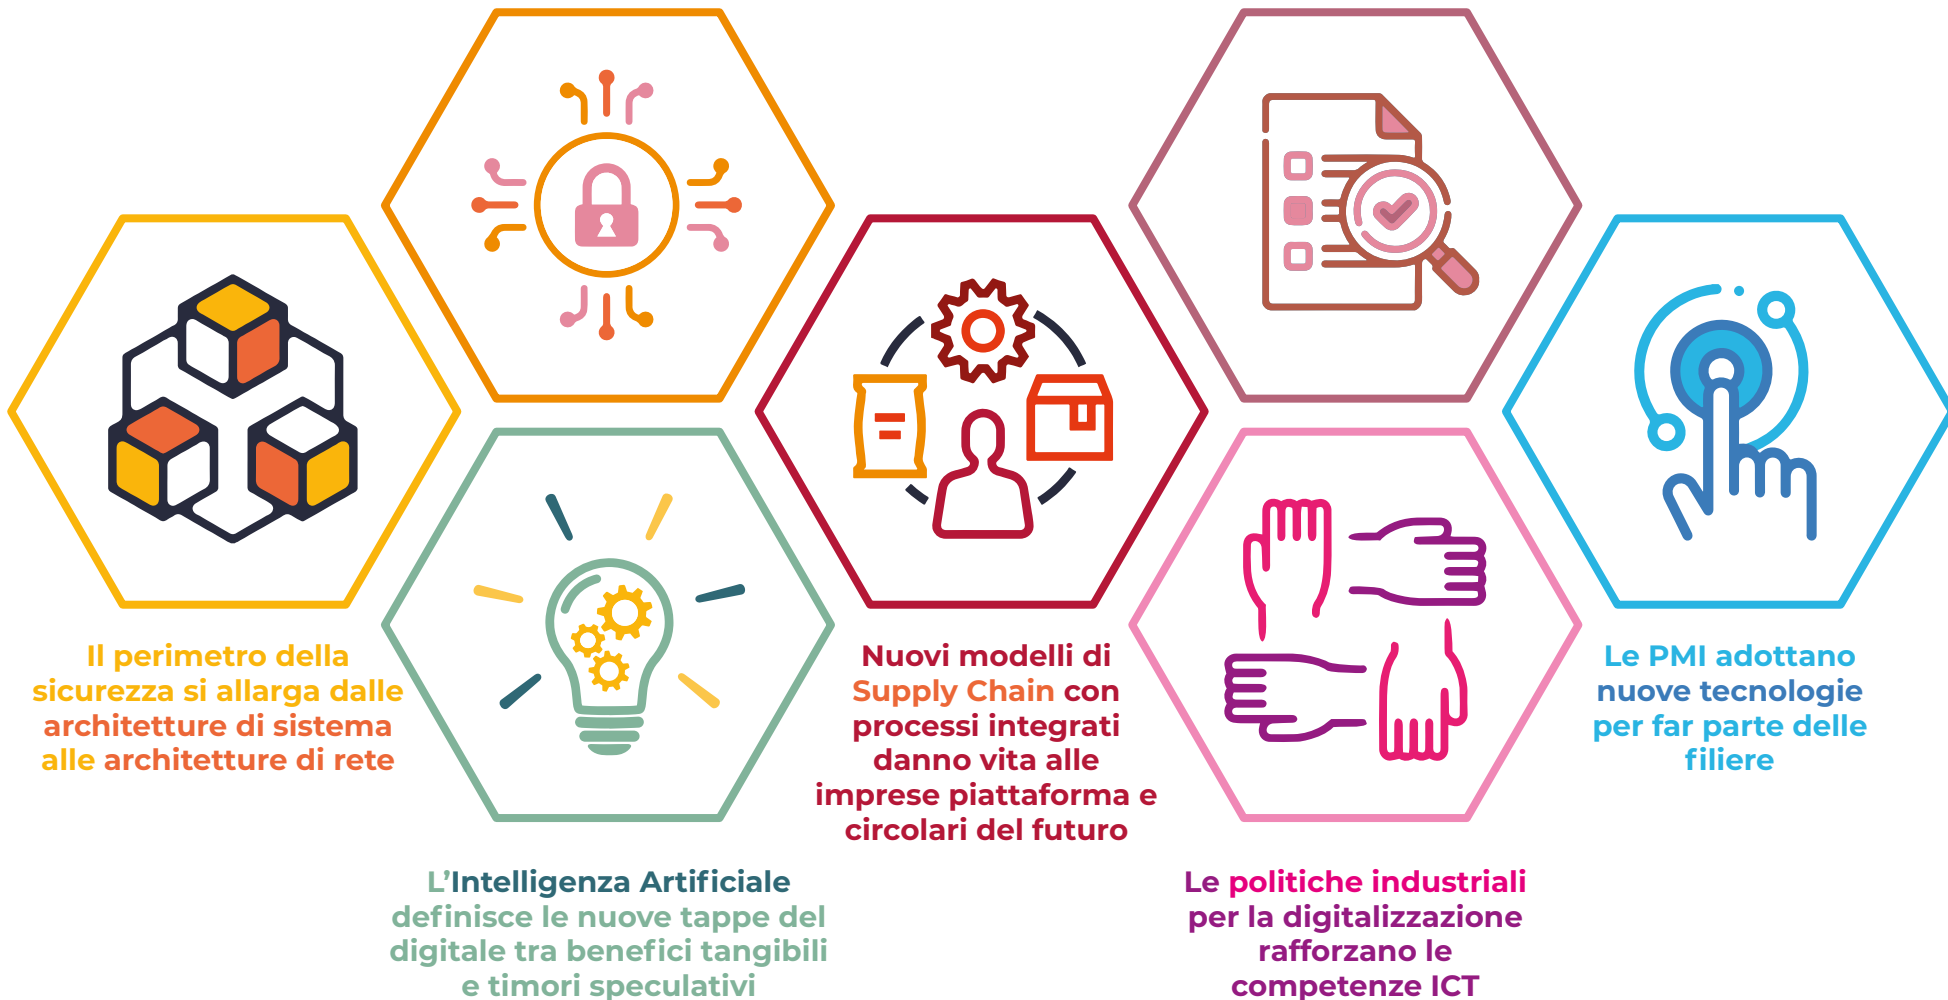 Il perimetro della
sicurezza si allarga dalle
architetture di sistema
alle architetture di rete
L’Intelligenza Artificiale
definisce le nuove tappe del
digitale tra benefici tangibili
e timori speculativi
Nuovi modelli di
Supply Chain con
processi integrati
danno vita alle
imprese piattaforma e
circolari del futuro
Le politiche industriali
per la digitalizzazione
rafforzano le
competenze ICT
Le PMI adottano
nuove tecnologie
per far parte delle
filiere